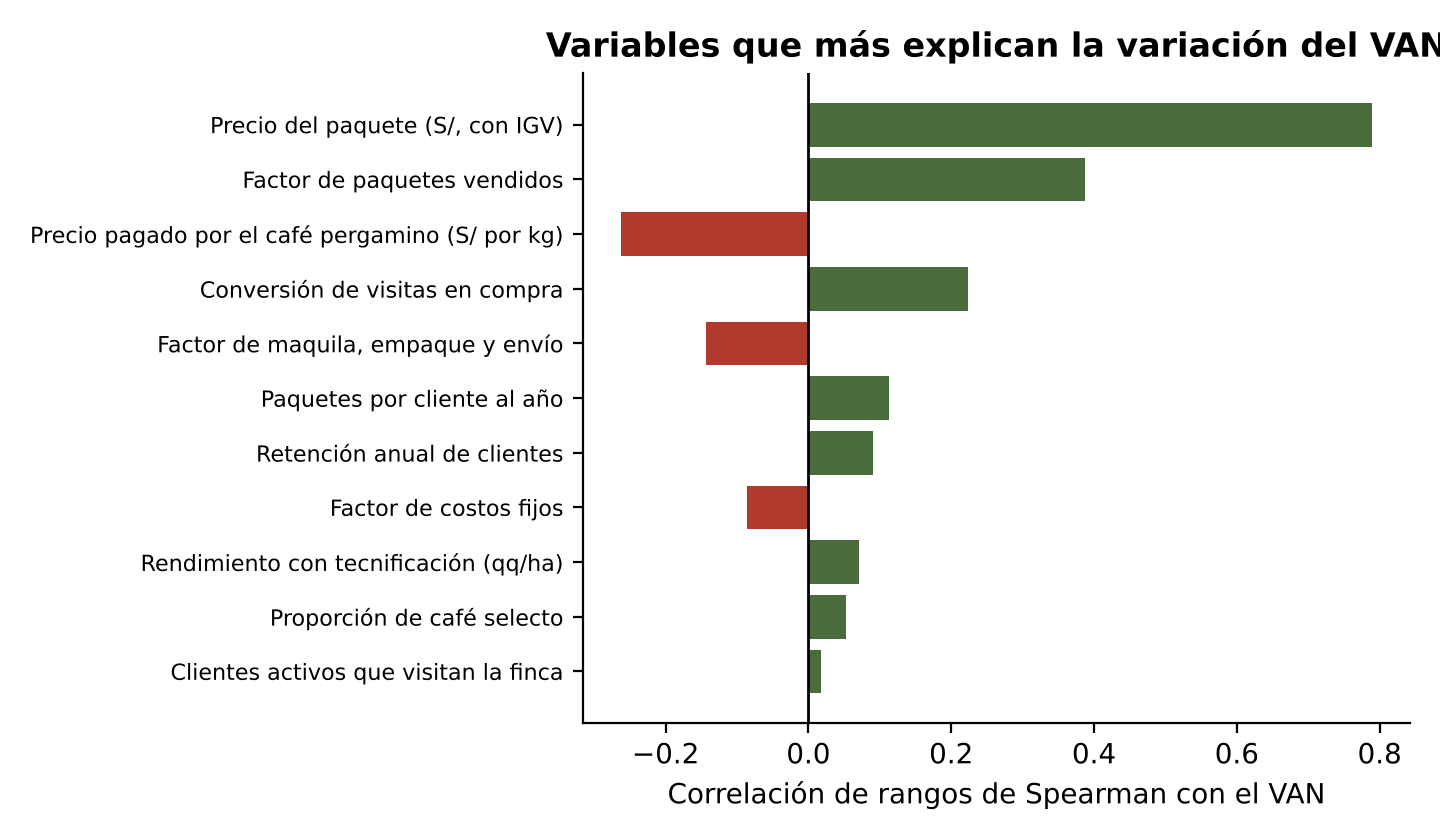 Variables que más explican la variación del VAN
Precio del paquete (S/, con IGV)
Factor de paquetes vendidos
Precio pagado por el café pergamino (S/ por kg)
Conversión de visitas en compra
Factor de maquila, empaque y envío
Paquetes por cliente al año
Retención anual de clientes
Factor de costos fijos
Rendimiento con tecnificación (qq/ha)
Proporción de café selecto
Clientes activos que visitan la finca
−0.2 0.0 0.2 0.4 0.6 0.8
Correlación de rangos de Spearman con el VAN